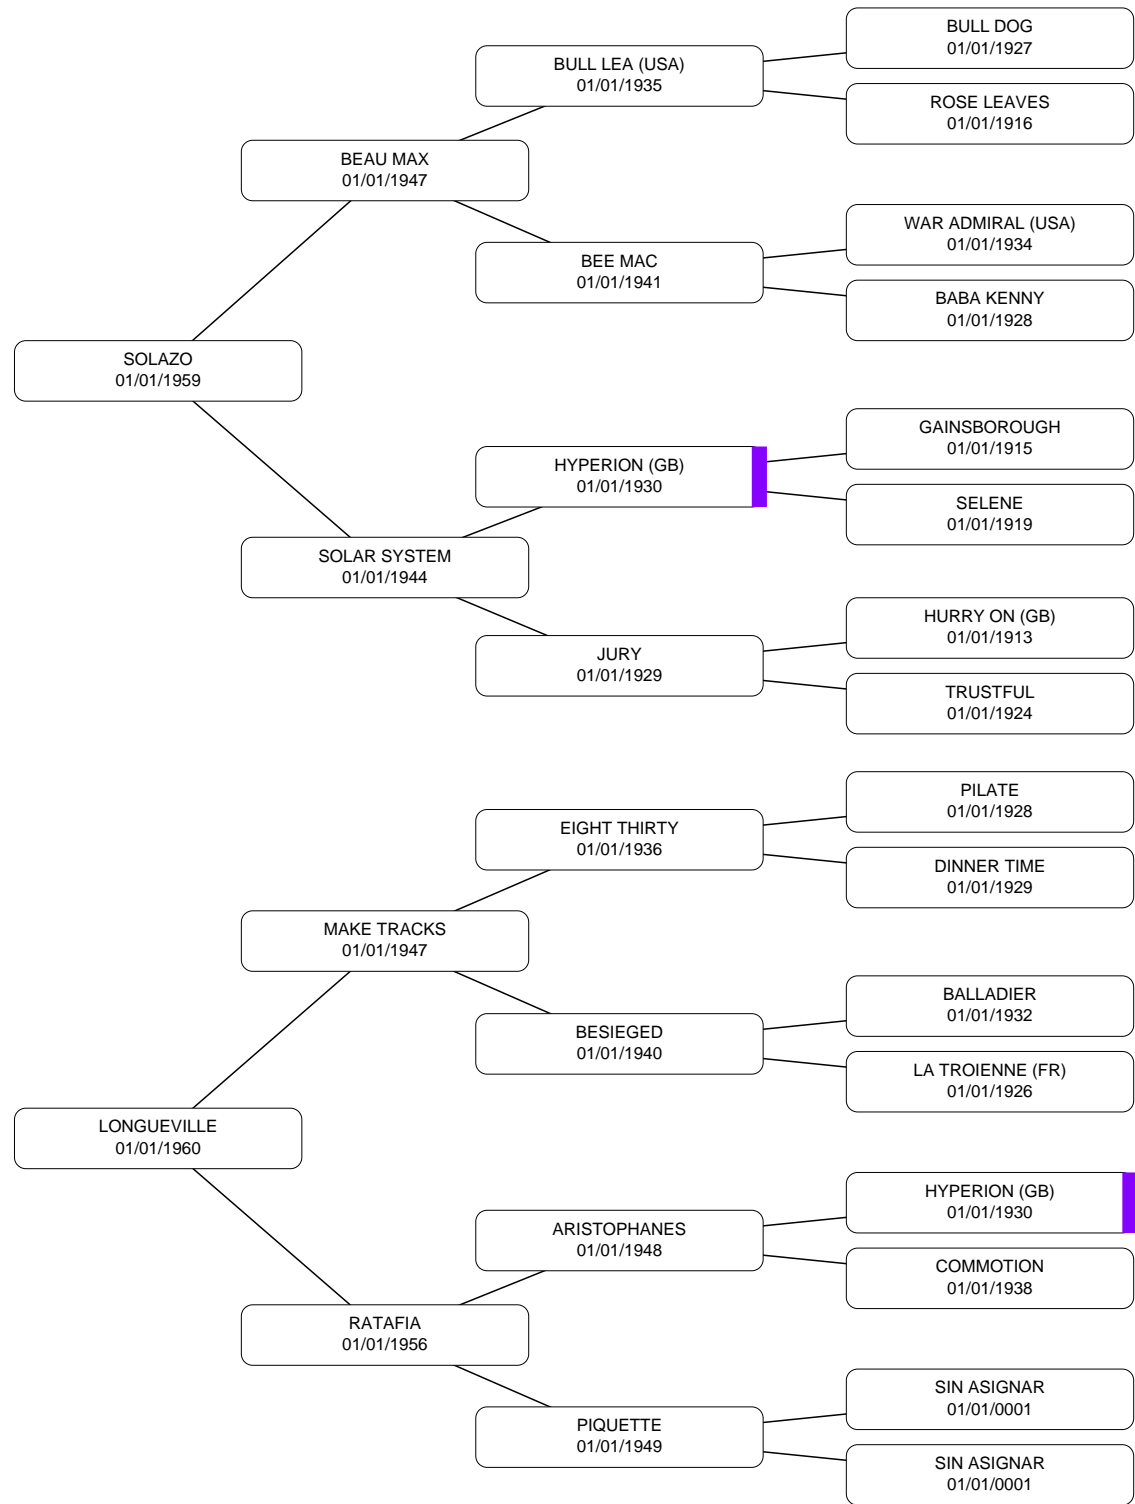 BULL DOG
01/01/1927
BULL LEA (USA)
01/01/1935
ROSE LEAVES
01/01/1916
BEAU MAX
01/01/1947
WAR ADMIRAL (USA)
01/01/1934
BEE MAC
01/01/1941
BABA KENNY
01/01/1928
SOLAZO
01/01/1959
GAINSBOROUGH
01/01/1915
HYPERION (GB)
01/01/1930
SELENE
01/01/1919
SOLAR SYSTEM
01/01/1944
HURRY ON (GB)
01/01/1913
JURY
01/01/1929
TRUSTFUL
01/01/1924
PILATE
01/01/1928
EIGHT THIRTY
01/01/1936
DINNER TIME
01/01/1929
MAKE TRACKS
01/01/1947
BALLADIER
01/01/1932
BESIEGED
01/01/1940
LA TROIENNE (FR)
01/01/1926
LONGUEVILLE
01/01/1960
HYPERION (GB)
01/01/1930
ARISTOPHANES
01/01/1948
COMMOTION
01/01/1938
RATAFIA
01/01/1956
SIN ASIGNAR
01/01/0001
PIQUETTE
01/01/1949
SIN ASIGNAR
01/01/0001